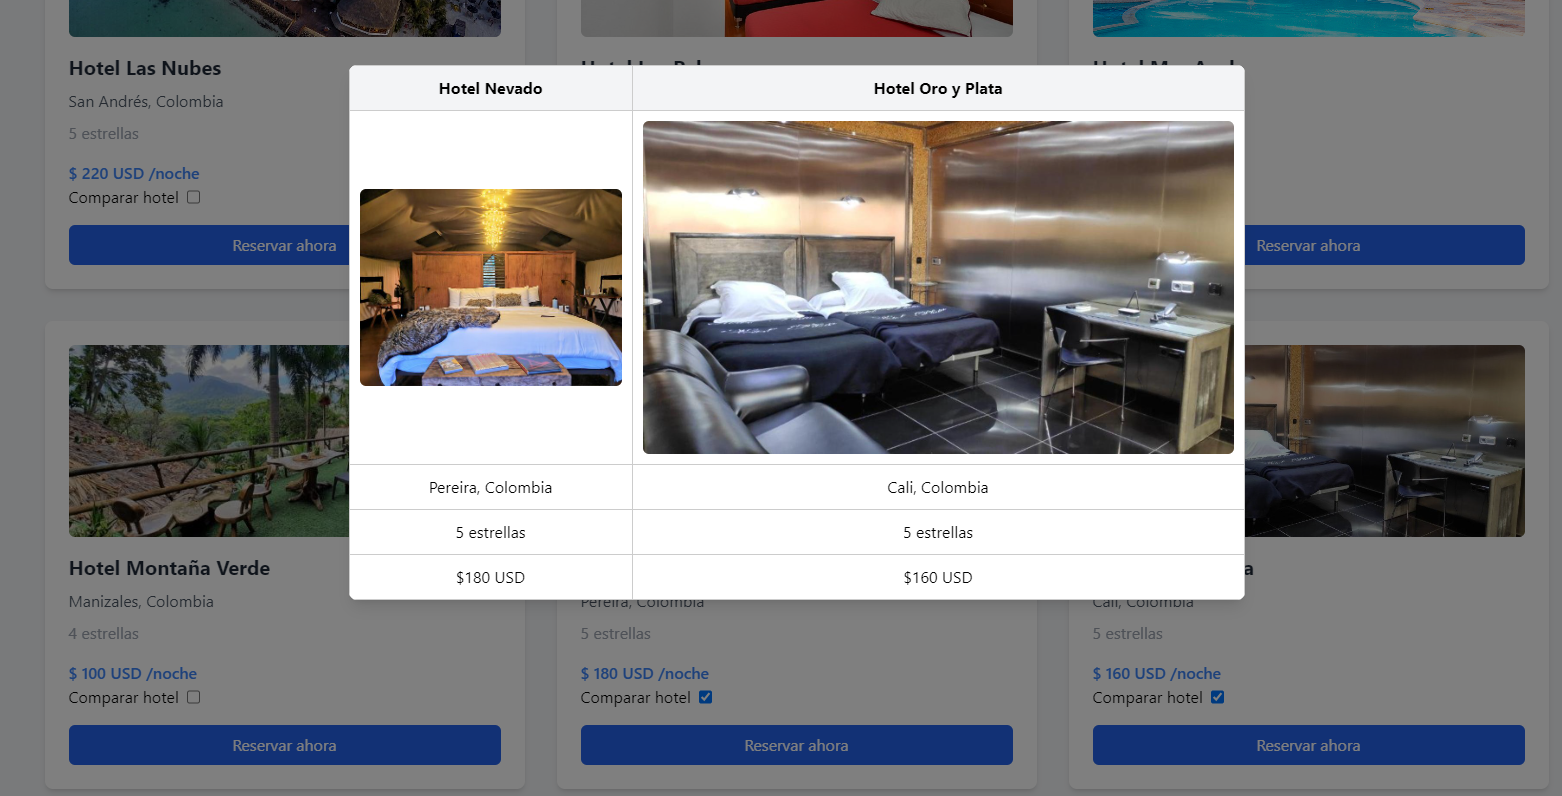 Hotel Las Nubes
San Andrés, Colombia
5 estrellas
$ 220 USD /noche
Comparar hotel
Reservar ahora
Reservar ahora
Hotel Nevado
Hotel Oro y Plata
Pereira, Colombia
Cali, Colombia
5 estrellas
5 estrellas
$180 USD
$160 USD
Hotel Montaña Verde
Manizales, Colombia
4 estrellas
$ 100 USD /noche
Comparar hotel
Reservar ahora
Pereira, Colombia
5 estrellas
$ 180 USD /noche
Comparar hotel
Reservar ahora
Cali, Colombia
5 estrellas
$ 160 USD /noche
Comparar hotel
Reservar ahora